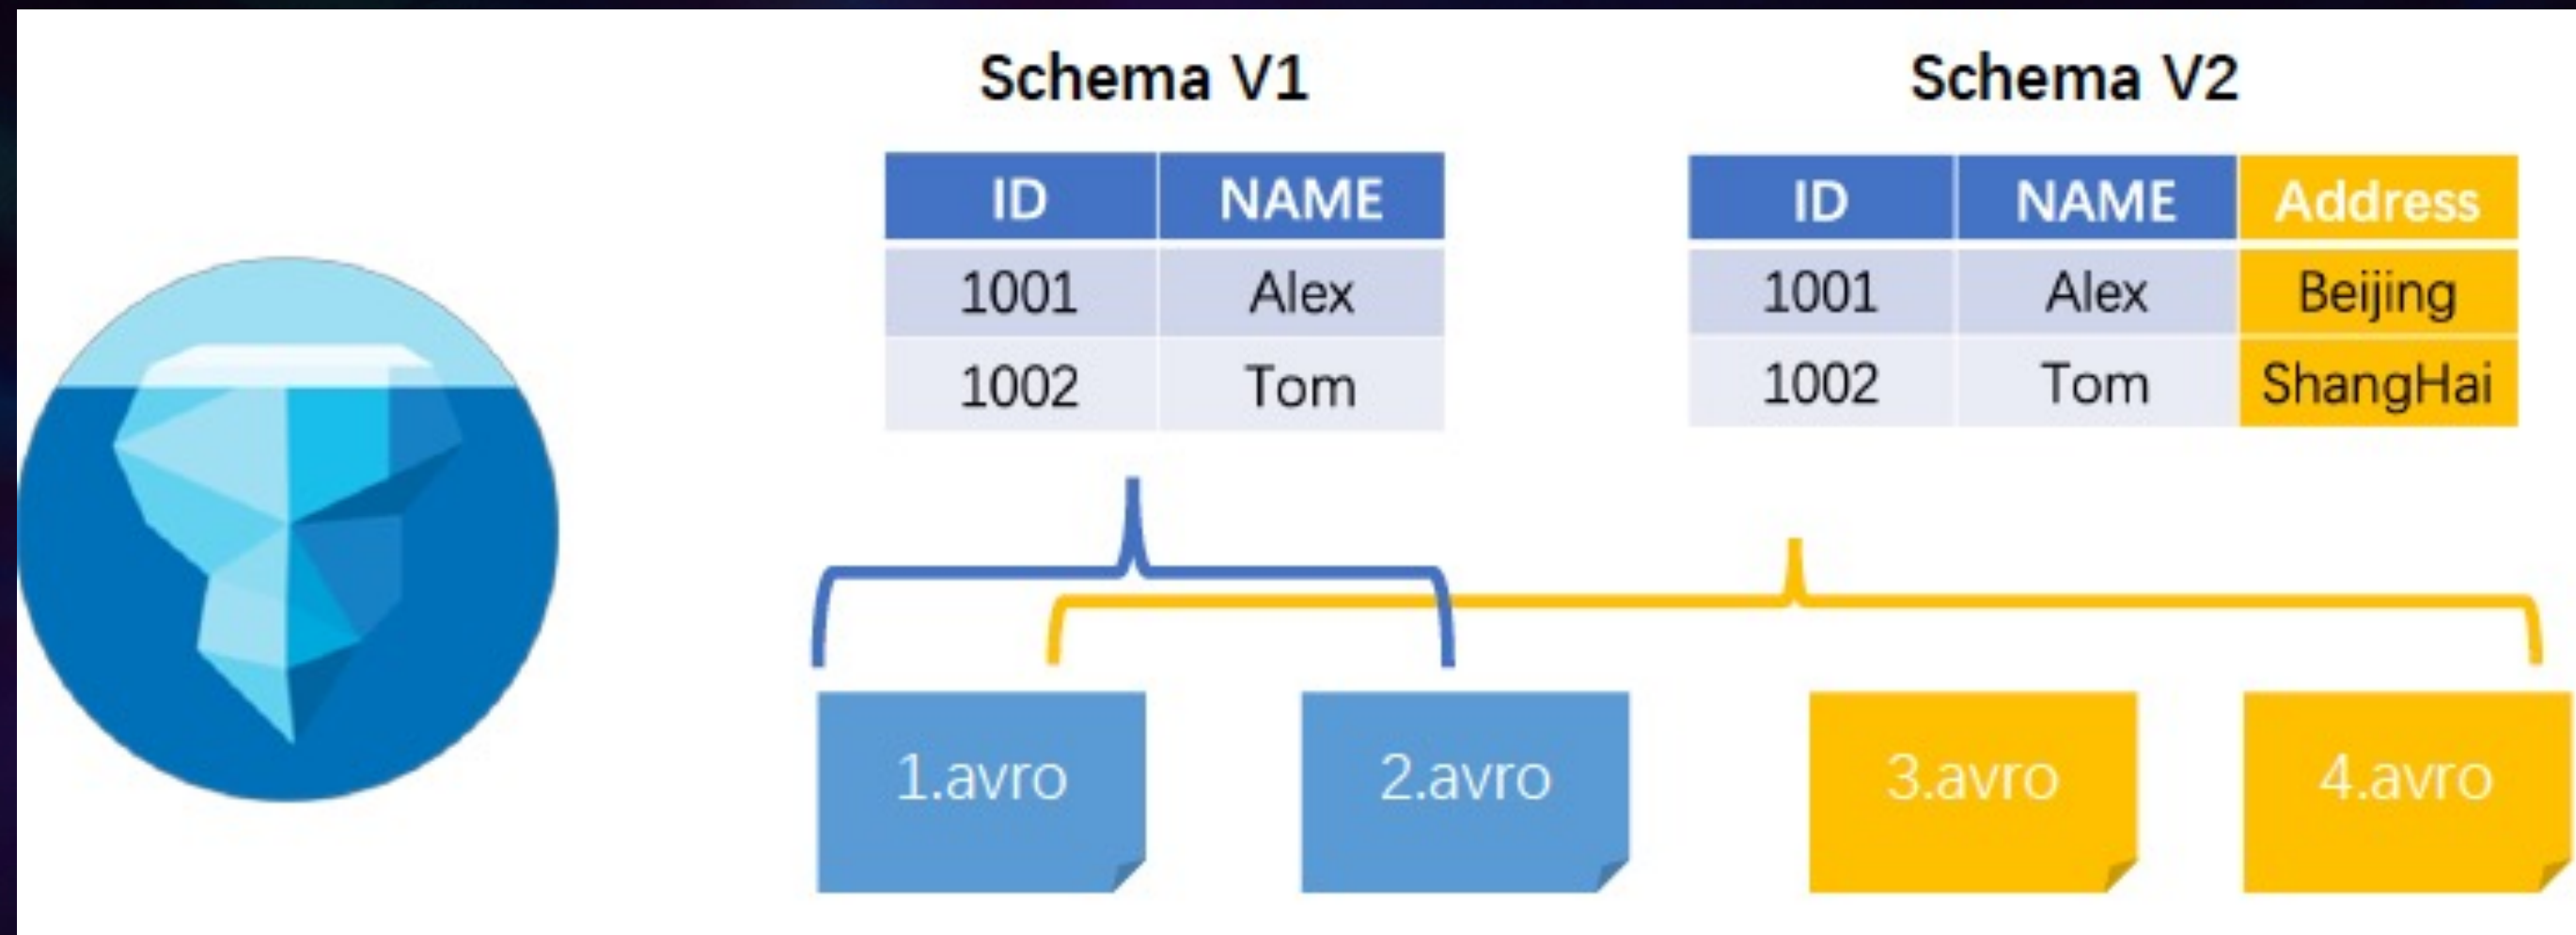 Schema V1
Schema V2
ID NAME
1001 Alex
1002 Tom
ID NAME Address
1001 Alex Beijing
1002 Tom ShangHai
1.avro
2.avro
3.avro
4.avro